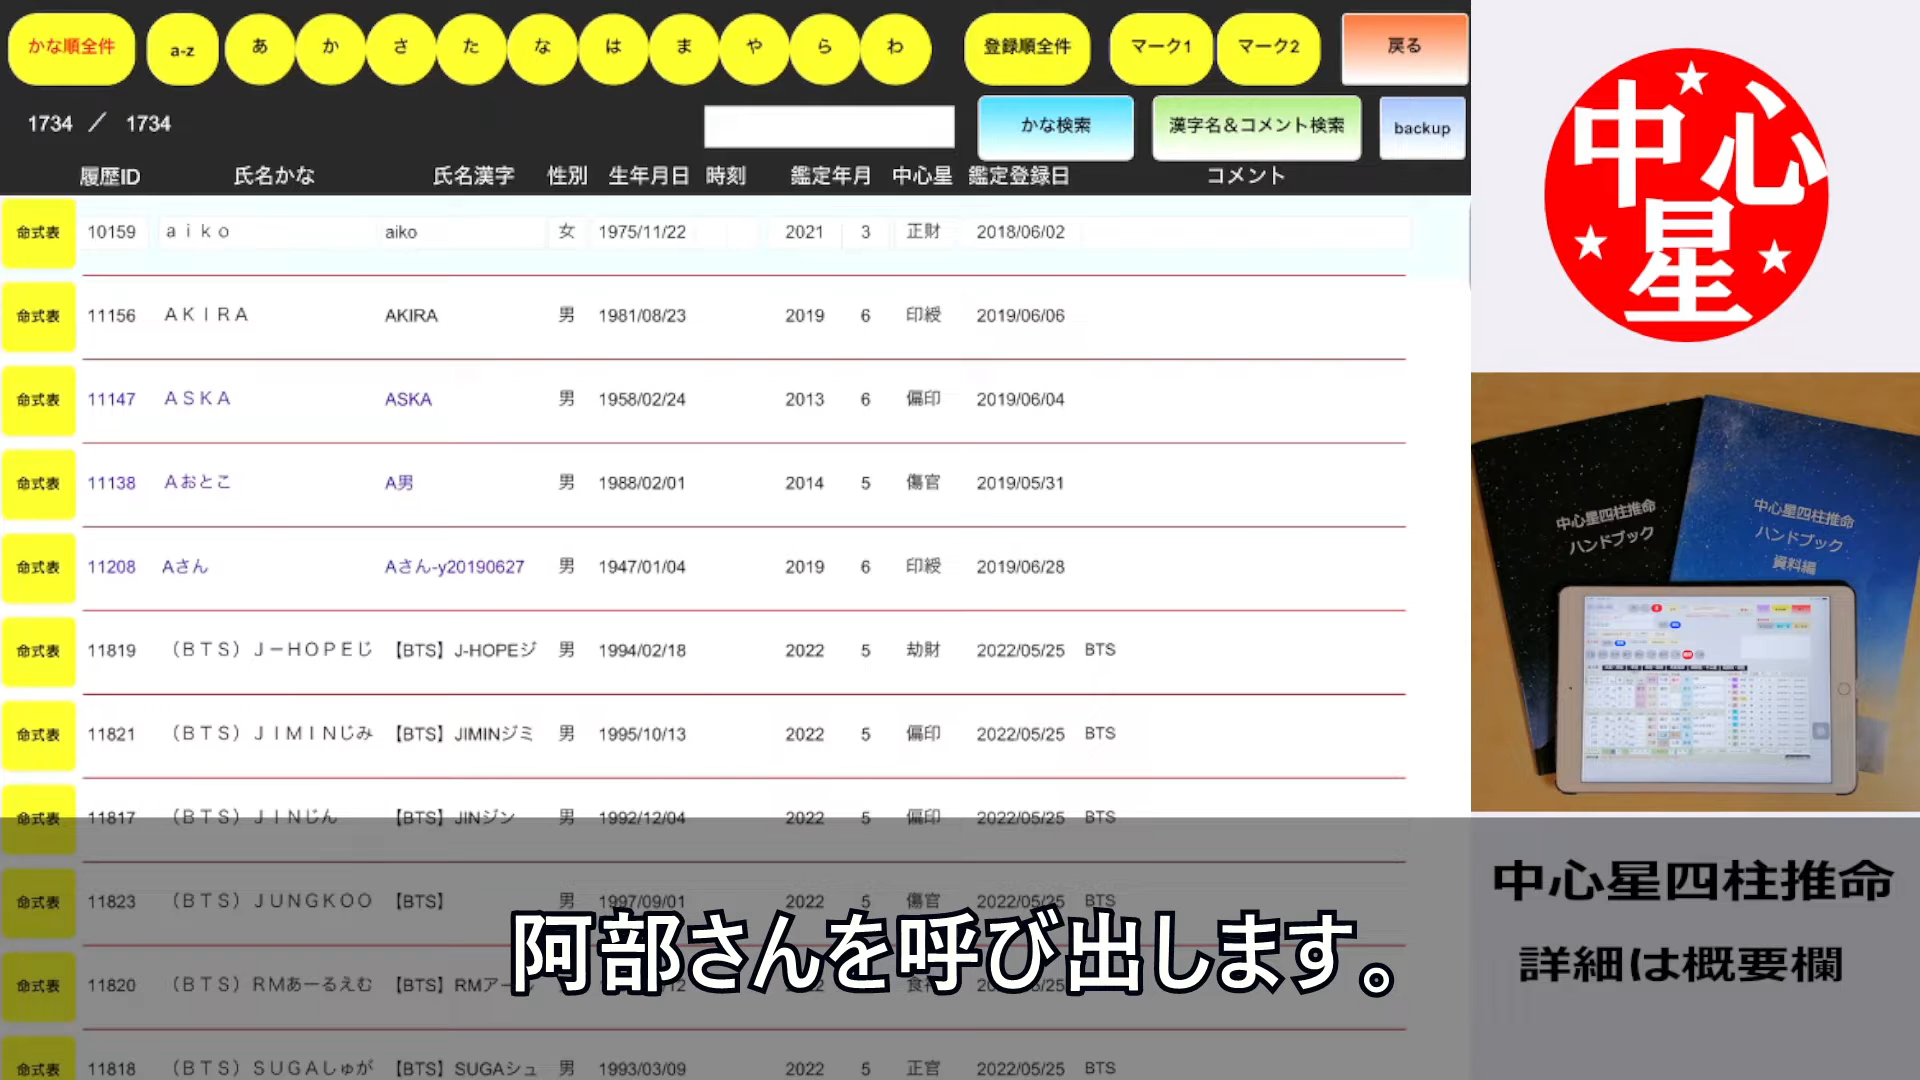 かな順全件 a-z あ か さ た な は ま や ら わ 登録順全件 マーク1 マーク2 戻る
1734 ／ 1734 かな検索 漢字名＆コメント検索 backup
履歴ID 氏名かな 氏名漢字 性別 生年月日 時刻 鑑定年月 中心星 鑑定登録日 コメント
命式表 10159 ａｉｋｏ aiko 女 1975/11/22 2021 3 正財 2018/06/02
命式表 11156 ＡＫＩＲＡ AKIRA 男 1981/08/23 2019 6 印綬 2019/06/06
命式表 11147 ＡＳＫＡ ASKA 男 1958/02/24 2013 6 偏印 2019/06/04
命式表 11138 Ａおとこ A男 男 1988/02/01 2014 5 傷官 2019/05/31
命式表 11208 Aさん Aさん-y20190627 男 1947/01/04 2019 6 印綬 2019/06/28
命式表 11819 （ＢＴＳ）Ｊ－ＨＯＰＥじ 【BTS】J-HOPEジ 男 1994/02/18 2022 5 劫財 2022/05/25 BTS
命式表 11821 （ＢＴＳ）ＪＩＭＩＮじみ 【BTS】JIMINジミ 男 1995/10/13 2022 5 偏印 2022/05/25 BTS
命式表 11817 （ＢＴＳ）ＪＩＮじん 【BTS】JINジン 男 1992/12/04 2022 5 偏印 2022/05/25 BTS
命式表 11823 （ＢＴＳ）ＪＵＮＧＫＯＯ 【BTS】 男 1997/09/01 2022 5 傷官 2022/05/25 BTS
命式表 11820 （ＢＴＳ）ＲＭあーるえむ 【BTS】RMアー
命式表 11818 （ＢＴＳ）ＳＵＧＡしゅが 【BTS】SUGAシュ 男 1993/03/09 2022 5 正官 2022/05/25 BTS
阿部さんを呼び出します。
中心星
中心星四柱推命
ハンドブック
中心星四柱推命
ハンドブック
資料編
中心星四柱推命
詳細は概要欄